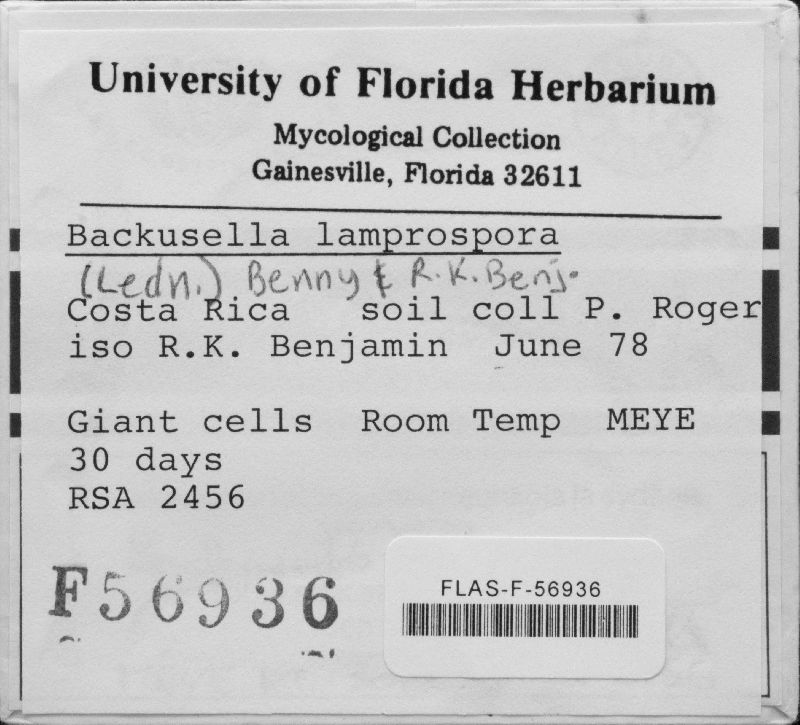 University of Florida Herbarium
Mycological Collection
Gainesville, Florida 32611
Backusella lamprospora
(Ledn.) Benny & R.K. Benj.
Costa Rica soil coll P. Roger
iso R.K. Benjamin June 78
Giant cells Room Temp MEYE
30 days
RSA 2456
F56936
FLAS-F-56936